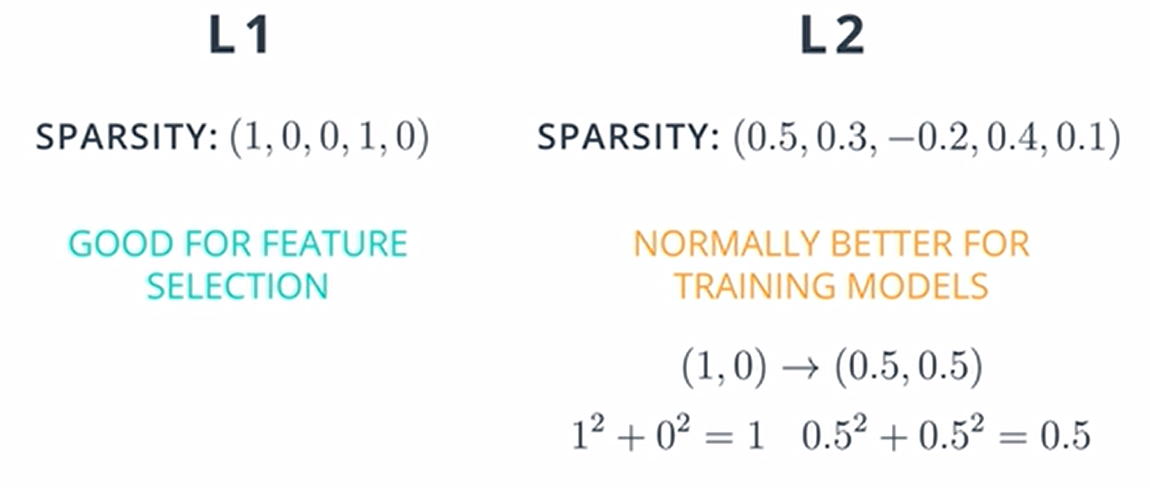 L1
SPARSITY: (1, 0, 0, 1, 0)
GOOD FOR FEATURE
SELECTION
L2
SPARSITY: (0.5, 0.3, −0.2, 0.4, 0.1)
NORMALLY BETTER FOR
TRAINING MODELS
(1, 0) → (0.5, 0.5)
1² + 0² = 1 0.5² + 0.5² = 0.5